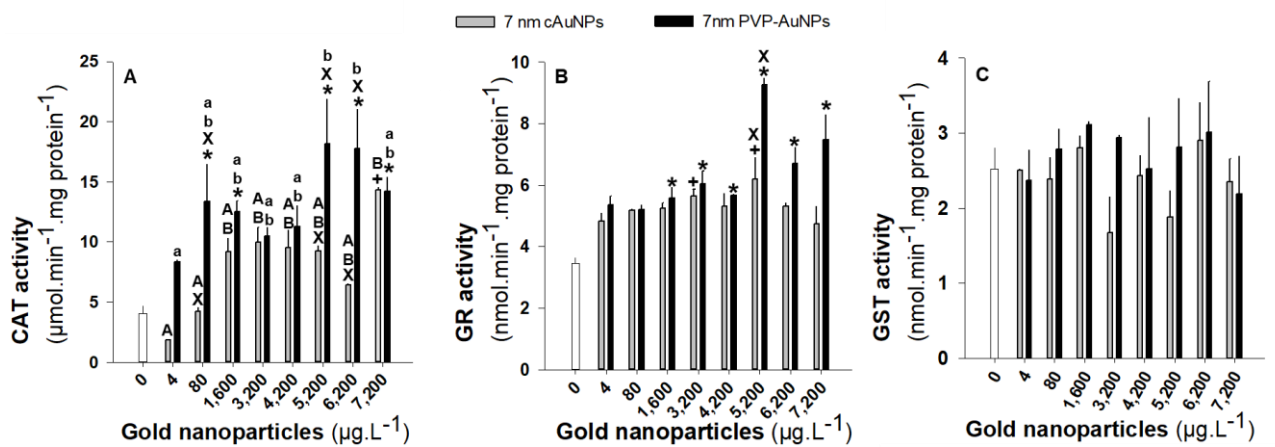 7 nm cAuNPs 7nm PVP-AuNPs
A
CAT activity
(µmol.min⁻¹.mg protein⁻¹)
25
20
15
10
5
0
A
a
A
X
a
b
X
*
A
B
a
b
*
A
B
a
b
A
B
a
b
A
B
X
b
X
*
A
B
X
b
X
*
B
+
a
b
*
0 4 80 1,600 3,200 4,200 5,200 6,200 7,200
Gold nanoparticles (µg.L⁻¹)
B
GR activity
(nmol.min⁻¹.mg protein⁻¹)
10
8
6
4
2
0
*
+
*
*
X
+
X
*
*
*
0 4 80 1,600 3,200 4,200 5,200 6,200 7,200
Gold nanoparticles (µg.L⁻¹)
C
GST activity
(nmol.min⁻¹.mg protein⁻¹)
4
3
2
1
0
0 4 80 1,600 3,200 4,200 5,200 6,200 7,200
Gold nanoparticles (µg.L⁻¹)